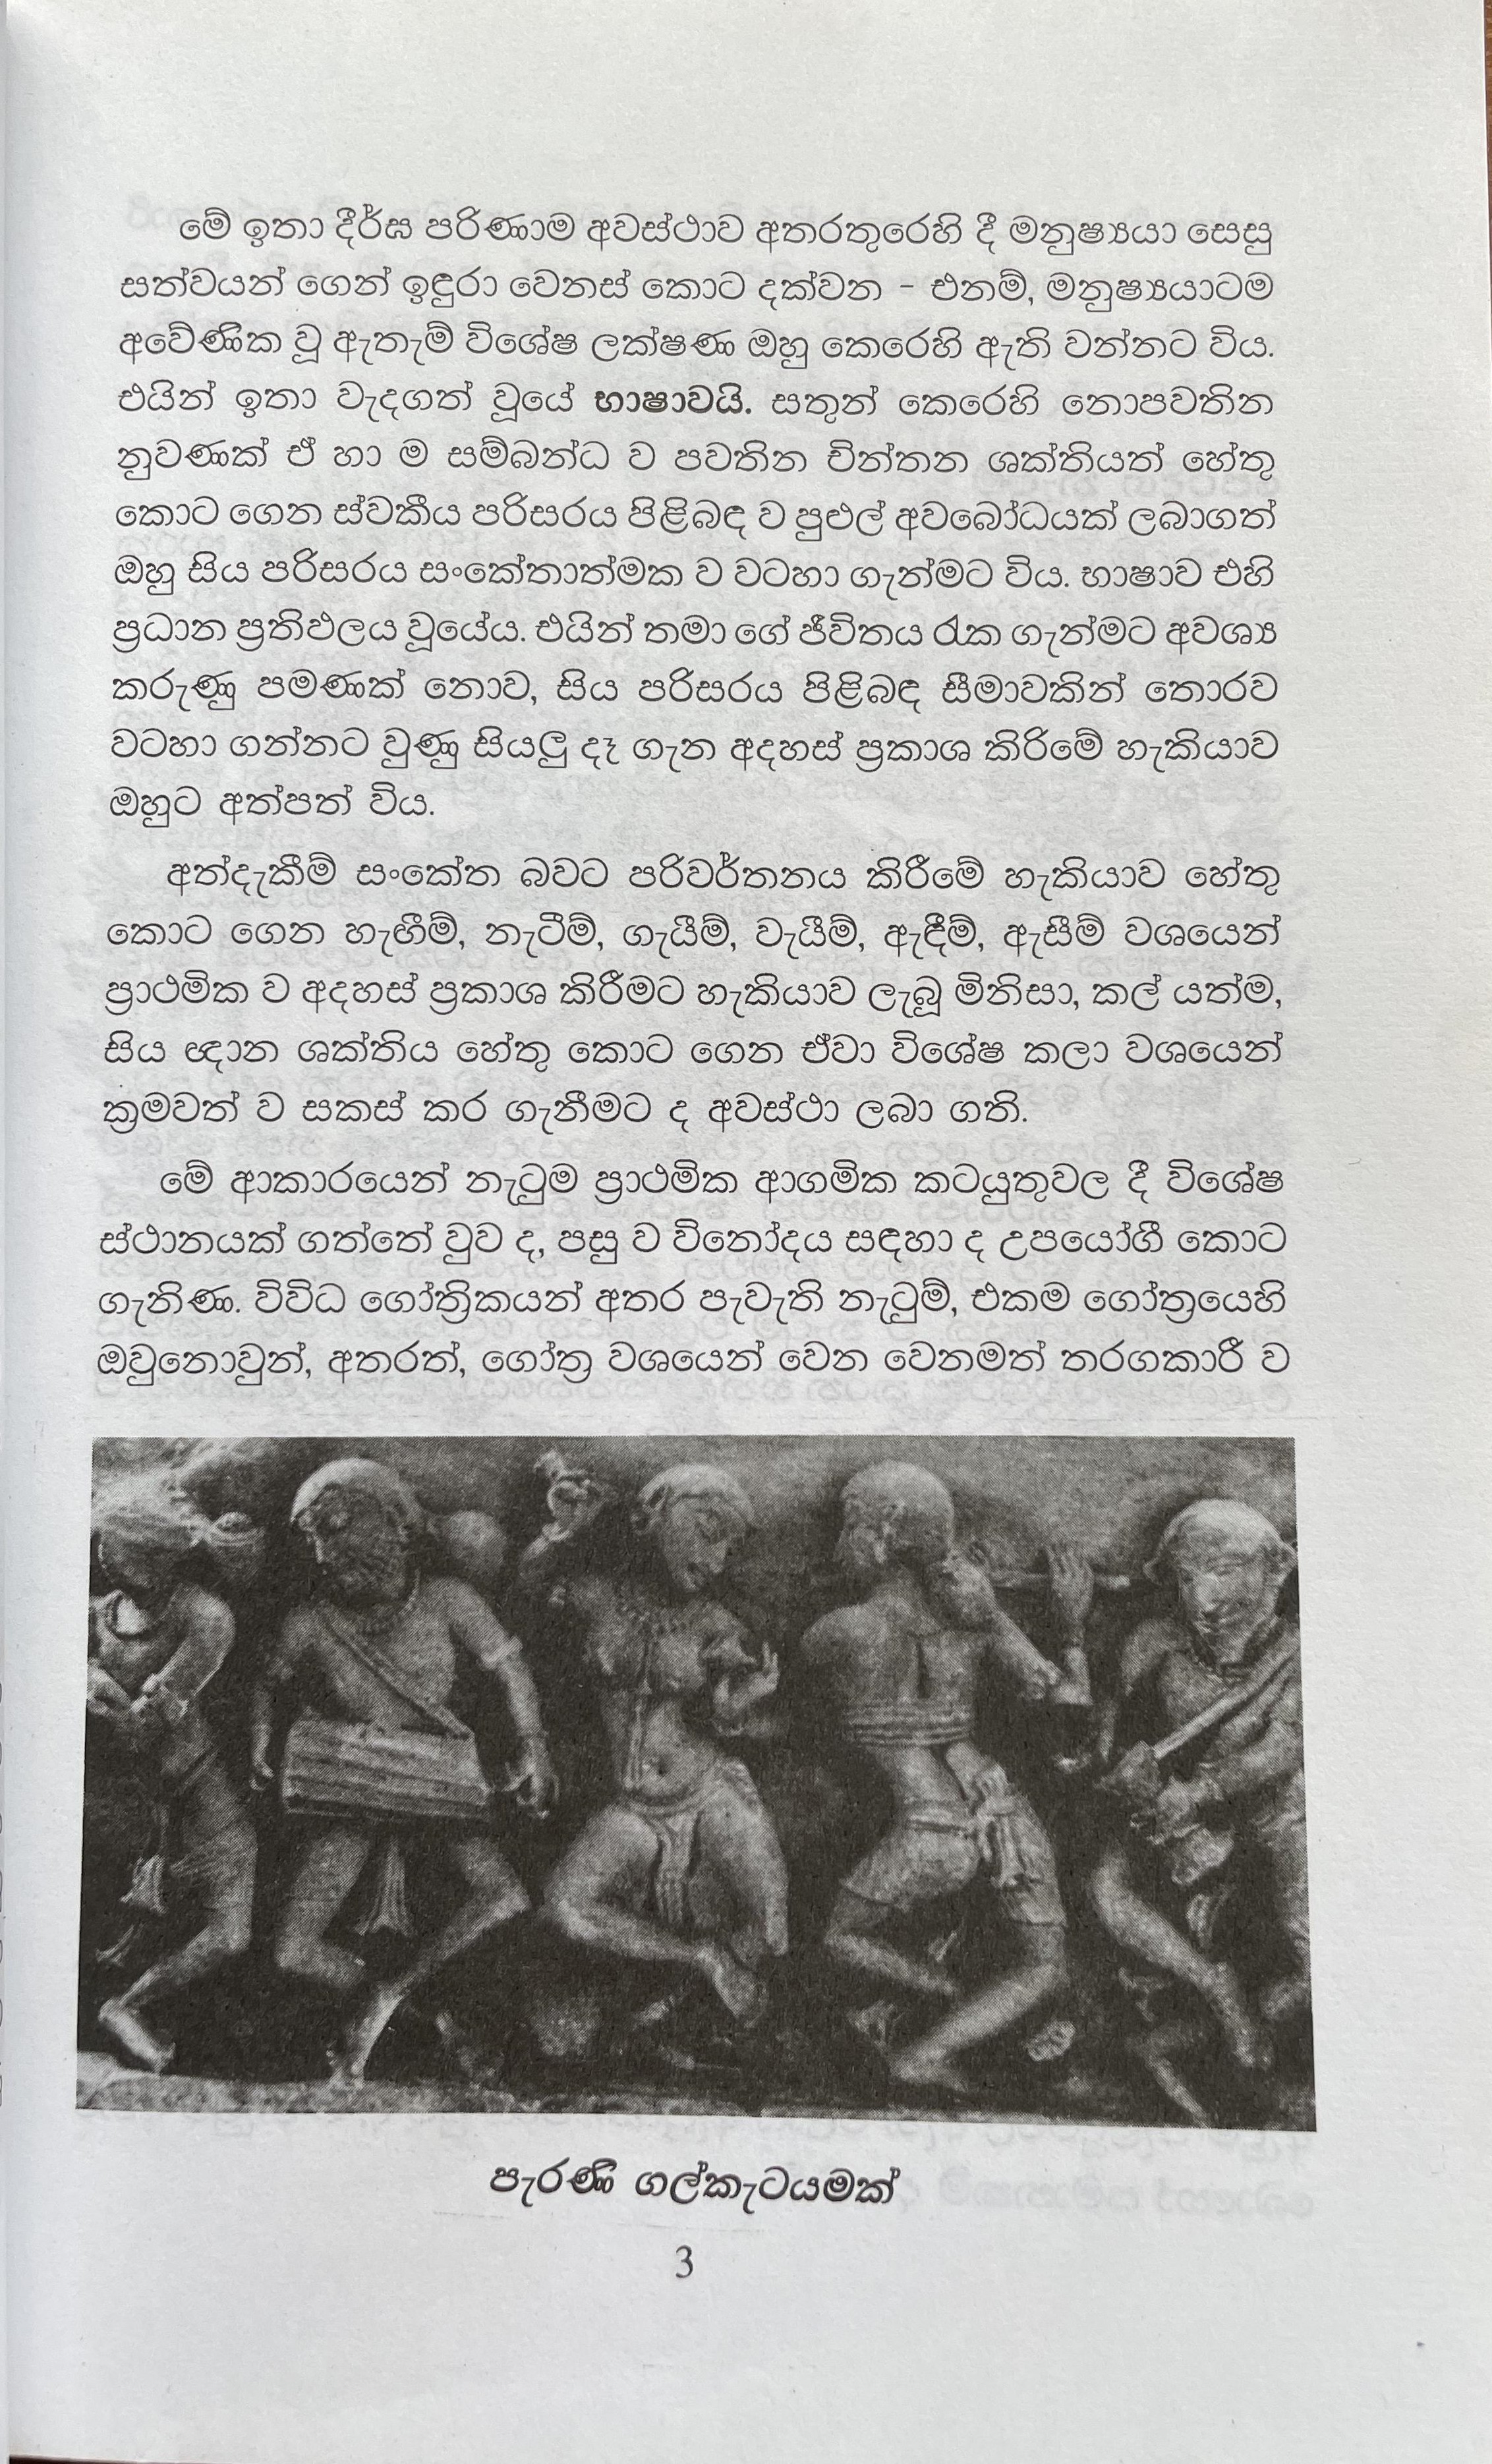 මේ ඉතා දීර්ඝ පරිණාම අවස්ථාව අතරතුරෙහි දී මනුෂ්‍යයා සෙසු
සත්වයන් ගෙන් ඉඳුරා වෙනස් කොට දක්වන - එනම්, මනුෂ්‍යයාටම
අවේණික වූ ඇතැම් විශේෂ ලක්ෂණ ඔහු කෙරෙහි ඇති වන්නට විය.
එයින් ඉතා වැදගත් වූයේ භාෂාවයි. සතුන් කෙරෙහි නොපවතින
නුවණක් ඒ හා ම සම්බන්ධ ව පවතින චින්තන ශක්තියත් හේතු
කොට ගෙන ස්වකීය පරිසරය පිළිබඳ ව පුළුල් අවබෝධයක් ලබාගත්
ඔහු සිය පරිසරය සංකේතාත්මක ව වටහා ගැන්මට විය. භාෂාව එහි
ප්‍රධාන ප්‍රතිඵලය වූයේය. එයින් තමා ගේ ජීවිතය රැක ගැන්මට අවශ්‍ය
කරුණු පමණක් නොව, සිය පරිසරය පිළිබඳ සීමාවකින් තොරව
වටහා ගන්නට වුණු සියලු දෑ ගැන අදහස් ප්‍රකාශ කිරිමේ හැකියාව
ඔහුට අත්පත් විය.
අත්දැකීම් සංකේත බවට පරිවර්තනය කිරීමේ හැකියාව හේතු
කොට ගෙන හැඟීම්, නැටීම්, ගැයීම්, වැයීම්, ඇඳීම්, ඇසීම් වශයෙන්
ප්‍රාථමික ව අදහස් ප්‍රකාශ කිරීමට හැකියාව ලැබූ මිනිසා, කල් යත්ම,
සිය ඥාන ශක්තිය හේතු කොට ගෙන ඒවා විශේෂ කලා වශයෙන්
ක්‍රමවත් ව සකස් කර ගැනීමට ද අවස්ථා ලබා ගති.
මේ ආකාරයෙන් නැටුම ප්‍රාථමික ආගමික කටයුතුවල දී විශේෂ
ස්ථානයක් ගත්තේ වුව ද, පසු ව විනෝදය සඳහා ද උපයෝගී කොට
ගැනිණ. විවිධ ගෝත්‍රිකයන් අතර පැවැති නැටුම්, එකම ගෝත්‍රයෙහි
ඔවුනොවුන්, අතරත්, ගෝත්‍ර වශයෙන් වෙන වෙනමත් තරගකාරී ව
පැරණි ගල්කැටයමක්
3